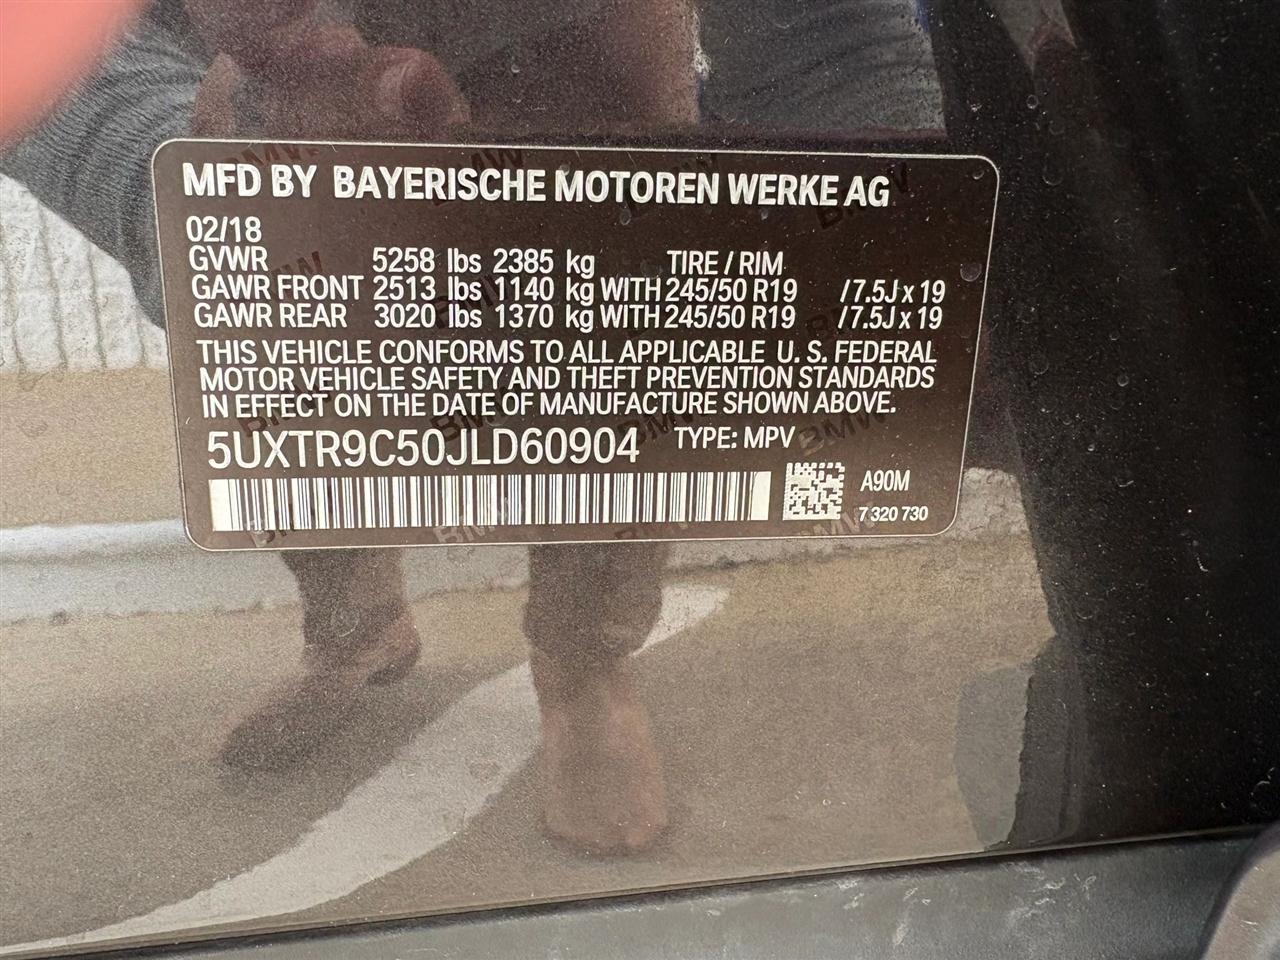 MFD BY BAYERISCHE MOTOREN WERKE AG
02/18
GVWR 5258 lbs 2385 kg TIRE / RIM
GAWR FRONT 2513 lbs 1140 kg WITH 245/50 R19 / 7.5J x 19
GAWR REAR 3020 lbs 1370 kg WITH 245/50 R19 / 7.5J x 19
THIS VEHICLE CONFORMS TO ALL APPLICABLE U. S. FEDERAL
MOTOR VEHICLE SAFETY AND THEFT PREVENTION STANDARDS
IN EFFECT ON THE DATE OF MANUFACTURE SHOWN ABOVE.
5UXTR9C50JLD60904 TYPE: MPV
A90M
7 320 730